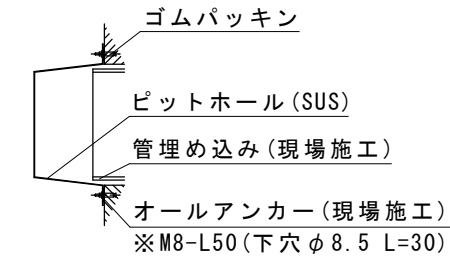 ゴムパッキン
ピットホール(SUS)
管埋め込み(現場施工)
オールアンカー(現場施工)
※M8-L50(下穴φ8.5 L=30)